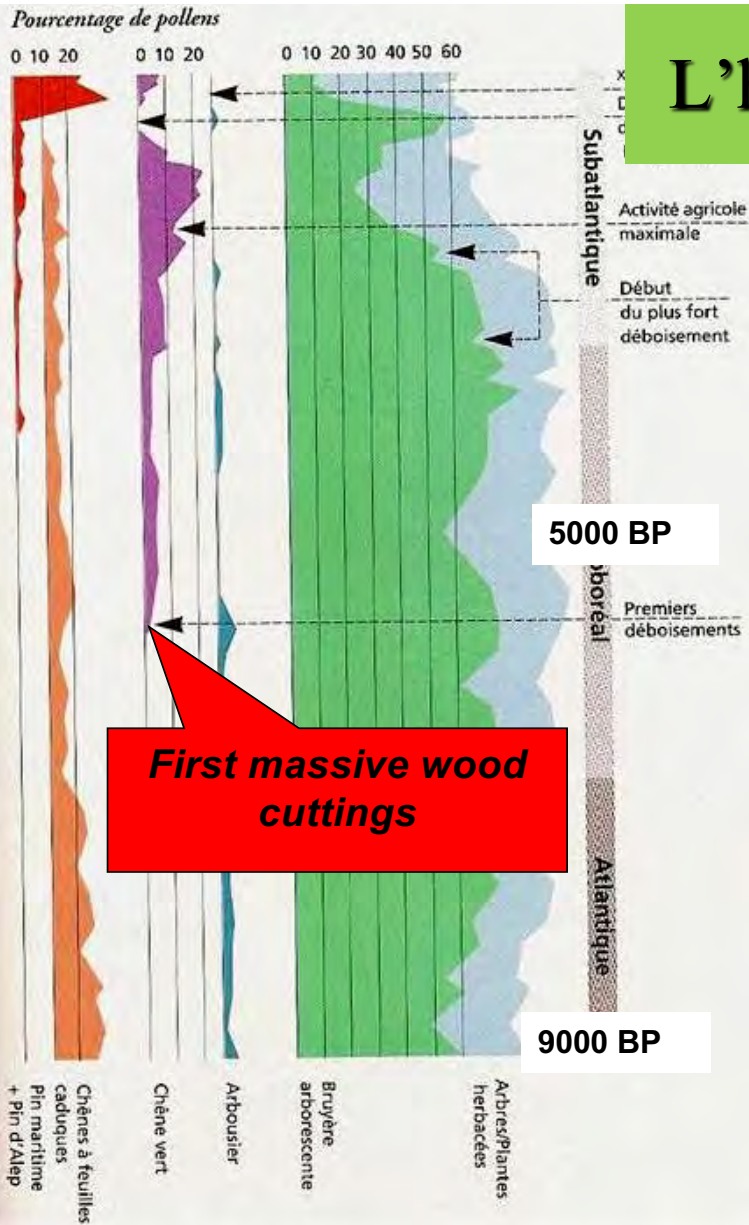 Pourcentage de pollens
0 10 20
0 10 20
0 10 20 30 40 50 60
L'
Subatlantique
Activité agricole
maximale
Début
du plus fort
déboisement
5000 BP
boréal
Premiers
déboisements
First massive wood
cuttings
Atlantique
9000 BP
Pin maritime
+ Pin d'Alep
Chênes à feuilles
caduques
Chêne vert
Arbousier
Bruyère
arborescente
Arbres/Plantes
herbacées